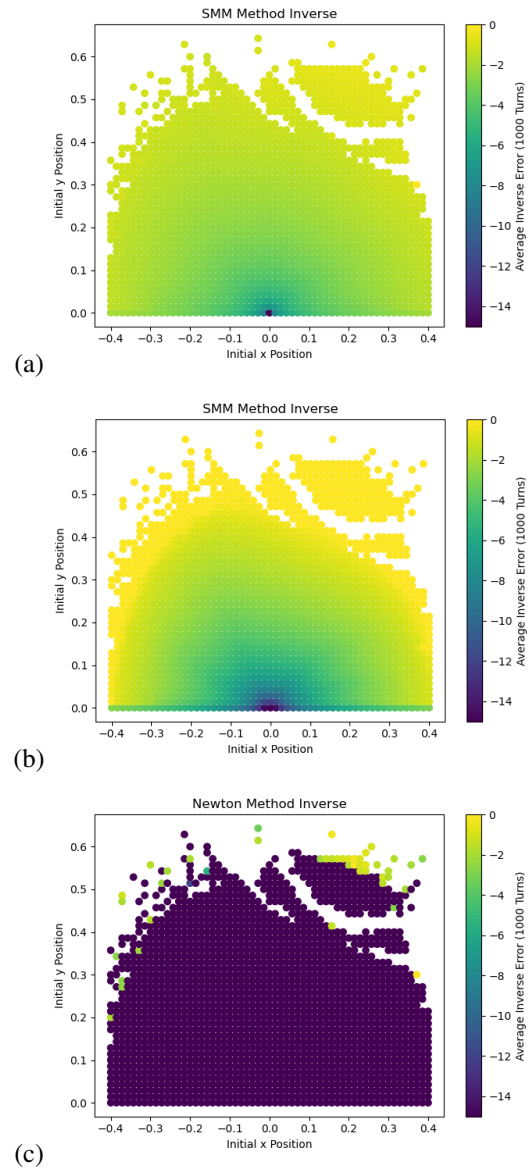 SMM Method Inverse
0.6
0.5
0.4
0.3
0.2
0.1
0.0
Initial y Position
−0.4 −0.3 −0.2 −0.1 0.0 0.1 0.2 0.3 0.4
Initial x Position
0
−2
−4
−6
−8
−10
−12
−14
Average Inverse Error (1000 Turns)
(a)
SMM Method Inverse
0.6
0.5
0.4
0.3
0.2
0.1
0.0
Initial y Position
−0.4 −0.3 −0.2 −0.1 0.0 0.1 0.2 0.3 0.4
Initial x Position
0
−2
−4
−6
−8
−10
−12
−14
Average Inverse Error (1000 Turns)
(b)
Newton Method Inverse
0.6
0.5
0.4
0.3
0.2
0.1
0.0
Initial y Position
−0.4 −0.3 −0.2 −0.1 0.0 0.1 0.2 0.3 0.4
Initial x Position
0
−2
−4
−6
−8
−10
−12
−14
Average Inverse Error (1000 Turns)
(c)